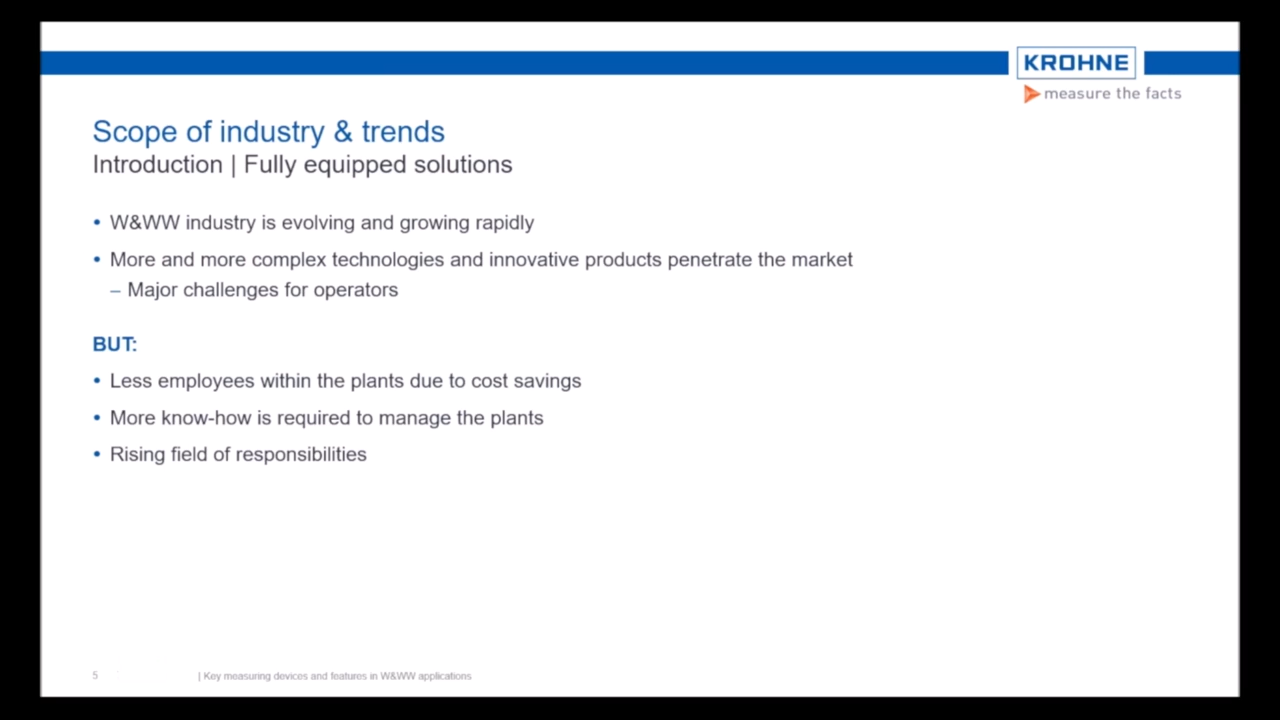 KROHNE
measure the facts
Scope of industry & trends
Introduction | Fully equipped solutions
• W&WW industry is evolving and growing rapidly
• More and more complex technologies and innovative products penetrate the market
– Major challenges for operators
BUT:
• Less employees within the plants due to cost savings
• More know-how is required to manage the plants
• Rising field of responsibilities
5 | Key measuring devices and features in W&WW applications